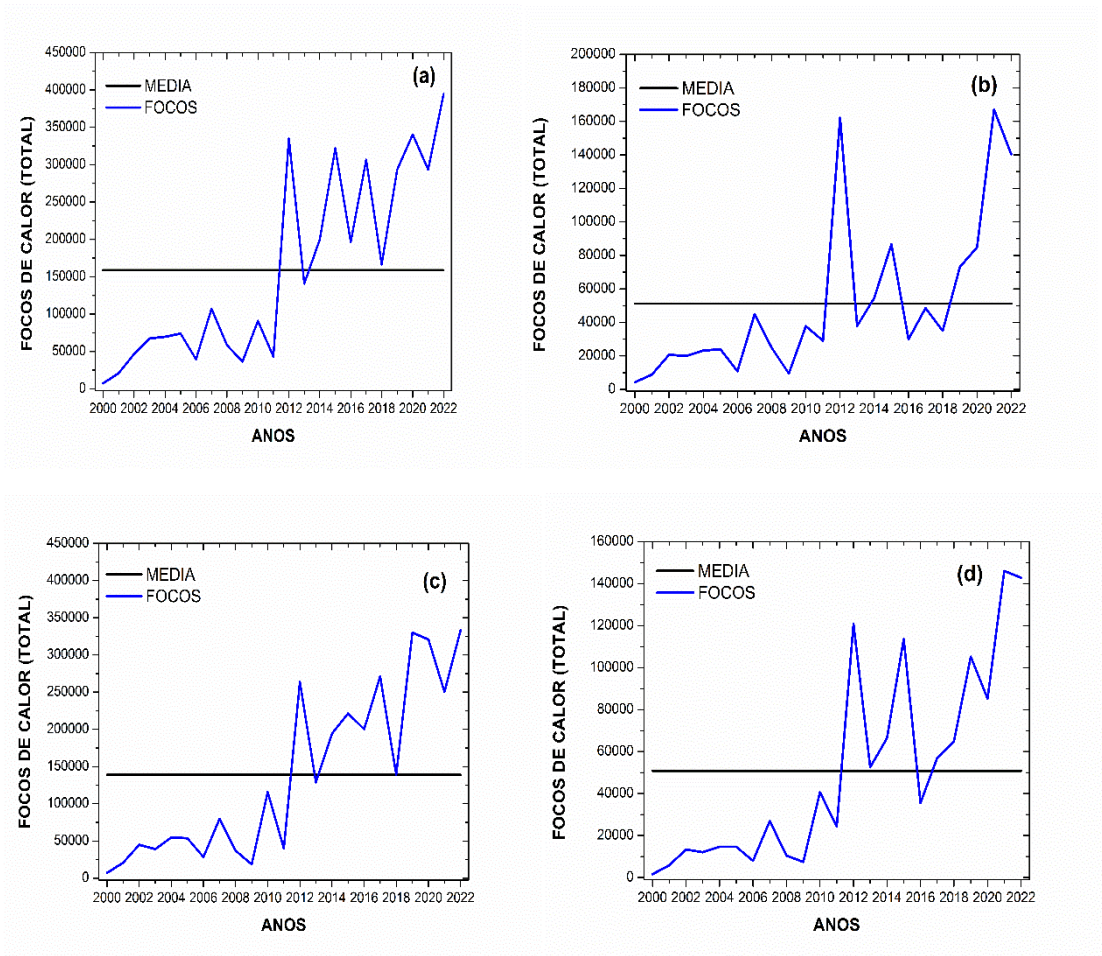 (a)
MEDIA
FOCOS
FOCOS DE CALOR (TOTAL)
450000
400000
350000
300000
250000
200000
150000
100000
50000
0
2000 2002 2004 2006 2008 2010 2012 2014 2016 2018 2020 2022
ANOS
(b)
MEDIA
FOCOS
FOCOS DE CALOR (TOTAL)
200000
180000
160000
140000
120000
100000
80000
60000
40000
20000
0
2000 2002 2004 2006 2008 2010 2012 2014 2016 2018 2020 2022
ANOS
(c)
MEDIA
FOCOS
FOCOS DE CALOR (TOTAL)
450000
400000
350000
300000
250000
200000
150000
100000
50000
0
2000 2002 2004 2006 2008 2010 2012 2014 2016 2018 2020 2022
ANOS
(d)
MEDIA
FOCOS
FOCOS DE CALOR (TOTAL)
160000
140000
120000
100000
80000
60000
40000
20000
0
2000 2002 2004 2006 2008 2010 2012 2014 2016 2018 2020 2022
ANOS